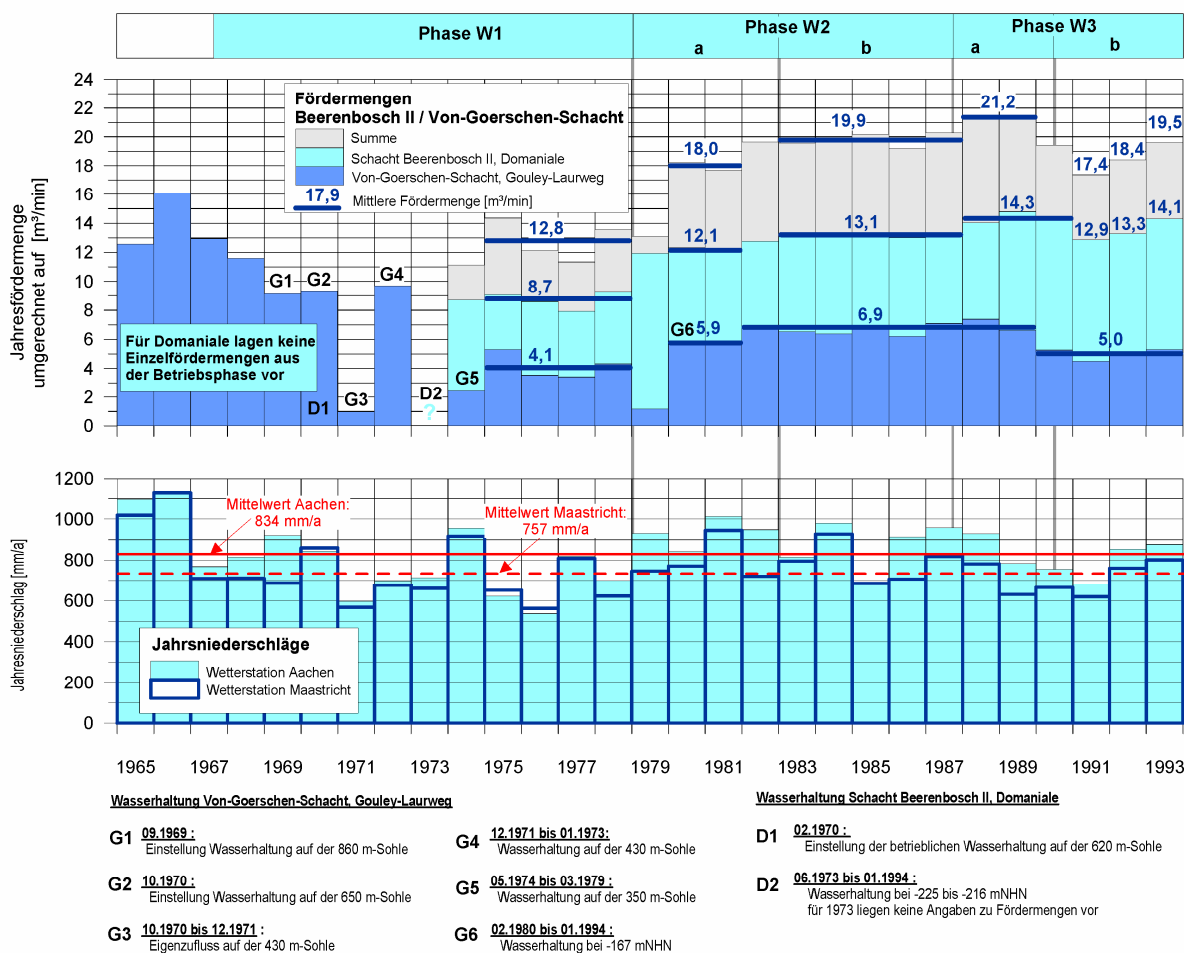 Phase W1
Phase W2
Phase W3
a
b
a
b
Jahresfördermenge
umgerechnet auf [m³/min]
24
22
20
18
16
14
12
10
8
6
4
2
0
Fördermengen
Beerenbosch II / Von-Goerschen-Schacht
Summe
Schacht Beerenbosch II, Domaniale
Von-Goerschen-Schacht, Gouley-Laurweg
17,9 Mittlere Fördermenge [m³/min]
Für Domaniale lagen keine
Einzelfördermengen aus
der Betriebsphase vor
G1
G2
D1
G3
G4
D2
?
G5
12,8
8,7
4,1
18,0
12,1
G6
5,9
19,9
13,1
6,9
21,2
14,3
17,4
18,4
19,5
12,9
13,3
14,1
5,0
Jahresniederschlag [mm/a]
1200
1000
800
600
400
200
0
Mittelwert Aachen:
834 mm/a
Mittelwert Maastricht:
757 mm/a
Jahrsniederschläge
Wetterstation Aachen
Wetterstation Maastricht
1965 1967 1969 1971 1973 1975 1977 1979 1981 1983 1985 1987 1989 1991 1993
Wasserhaltung Von-Goerschen-Schacht, Gouley-Laurweg
G1 09.1969 :
Einstellung Wasserhaltung auf der 860 m-Sohle
G2 10.1970 :
Einstellung Wasserhaltung auf der 650 m-Sohle
G3 10.1970 bis 12.1971 :
Eigenzufluss auf der 430 m-Sohle
G4 12.1971 bis 01.1973:
Wasserhaltung auf der 430 m-Sohle
G5 05.1974 bis 03.1979 :
Wasserhaltung auf der 350 m-Sohle
G6 02.1980 bis 01.1994 :
Wasserhaltung bei -167 mNHN
Wasserhaltung Schacht Beerenbosch II, Domaniale
D1 02.1970 :
Einstellung der betrieblichen Wasserhaltung auf der 620 m-Sohle
D2 06.1973 bis 01.1994 :
Wasserhaltung bei -225 bis -216 mNHN
für 1973 liegen keine Angaben zu Fördermengen vor